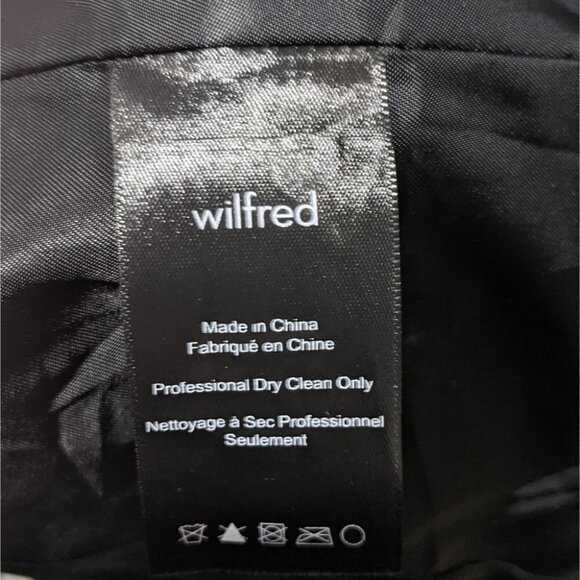 wilfred
Made in China
Fabriqué en Chine
Professional Dry Clean Only
Nettoyage à Sec Professionnel
Seulement